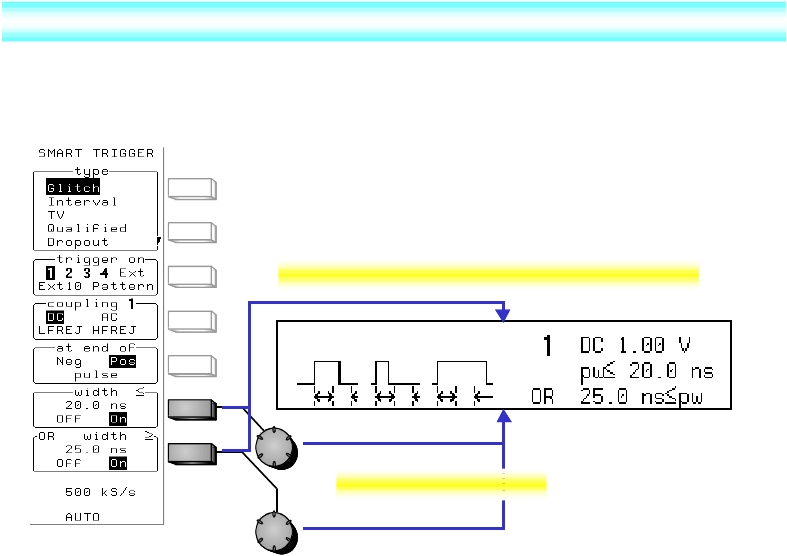 SMART TRIGGER
type
Glitch
Interval
TV
Qualified
Dropout
trigger on
1 2 3 4 Ext
Ext10 Pattern
coupling 1
DC AC
LFREJ HFREJ
at end of
Neg Pos
pulse
width ≤
20.0 ns
OFF On
OR width ≥
25.0 ns
Off On
500 kS/s
AUTO
1 DC 1.00 V
pw≤ 20.0 ns
OR 25.0 ns≤pw